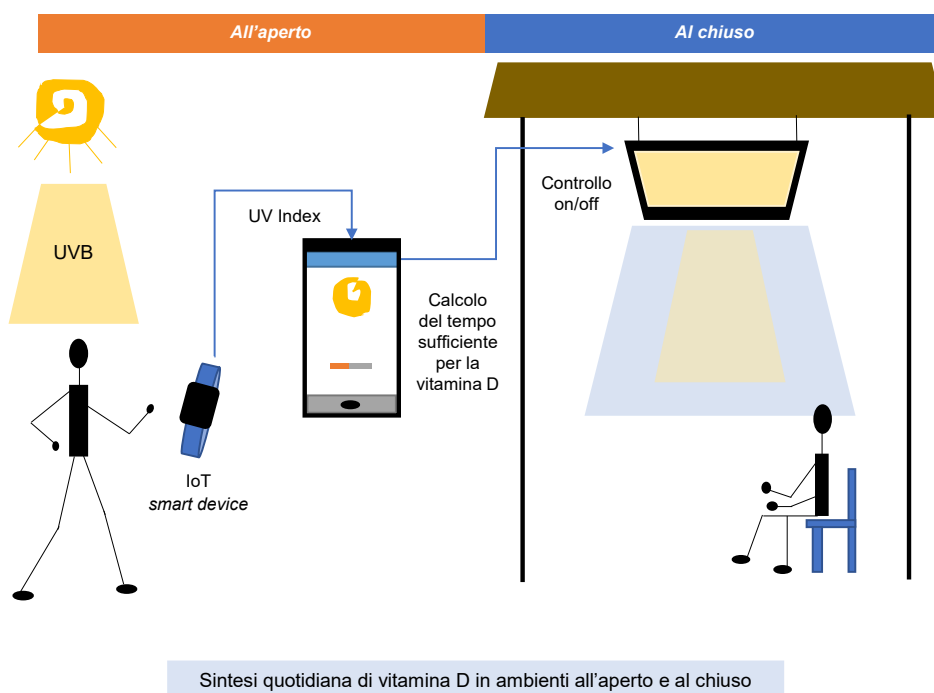 All'aperto
Al chiuso
UVB
UV Index
Controllo
on/off
Calcolo
del tempo
sufficiente
per la
vitamina D
IoT
smart device
Sintesi quotidiana di vitamina D in ambienti all'aperto e al chiuso